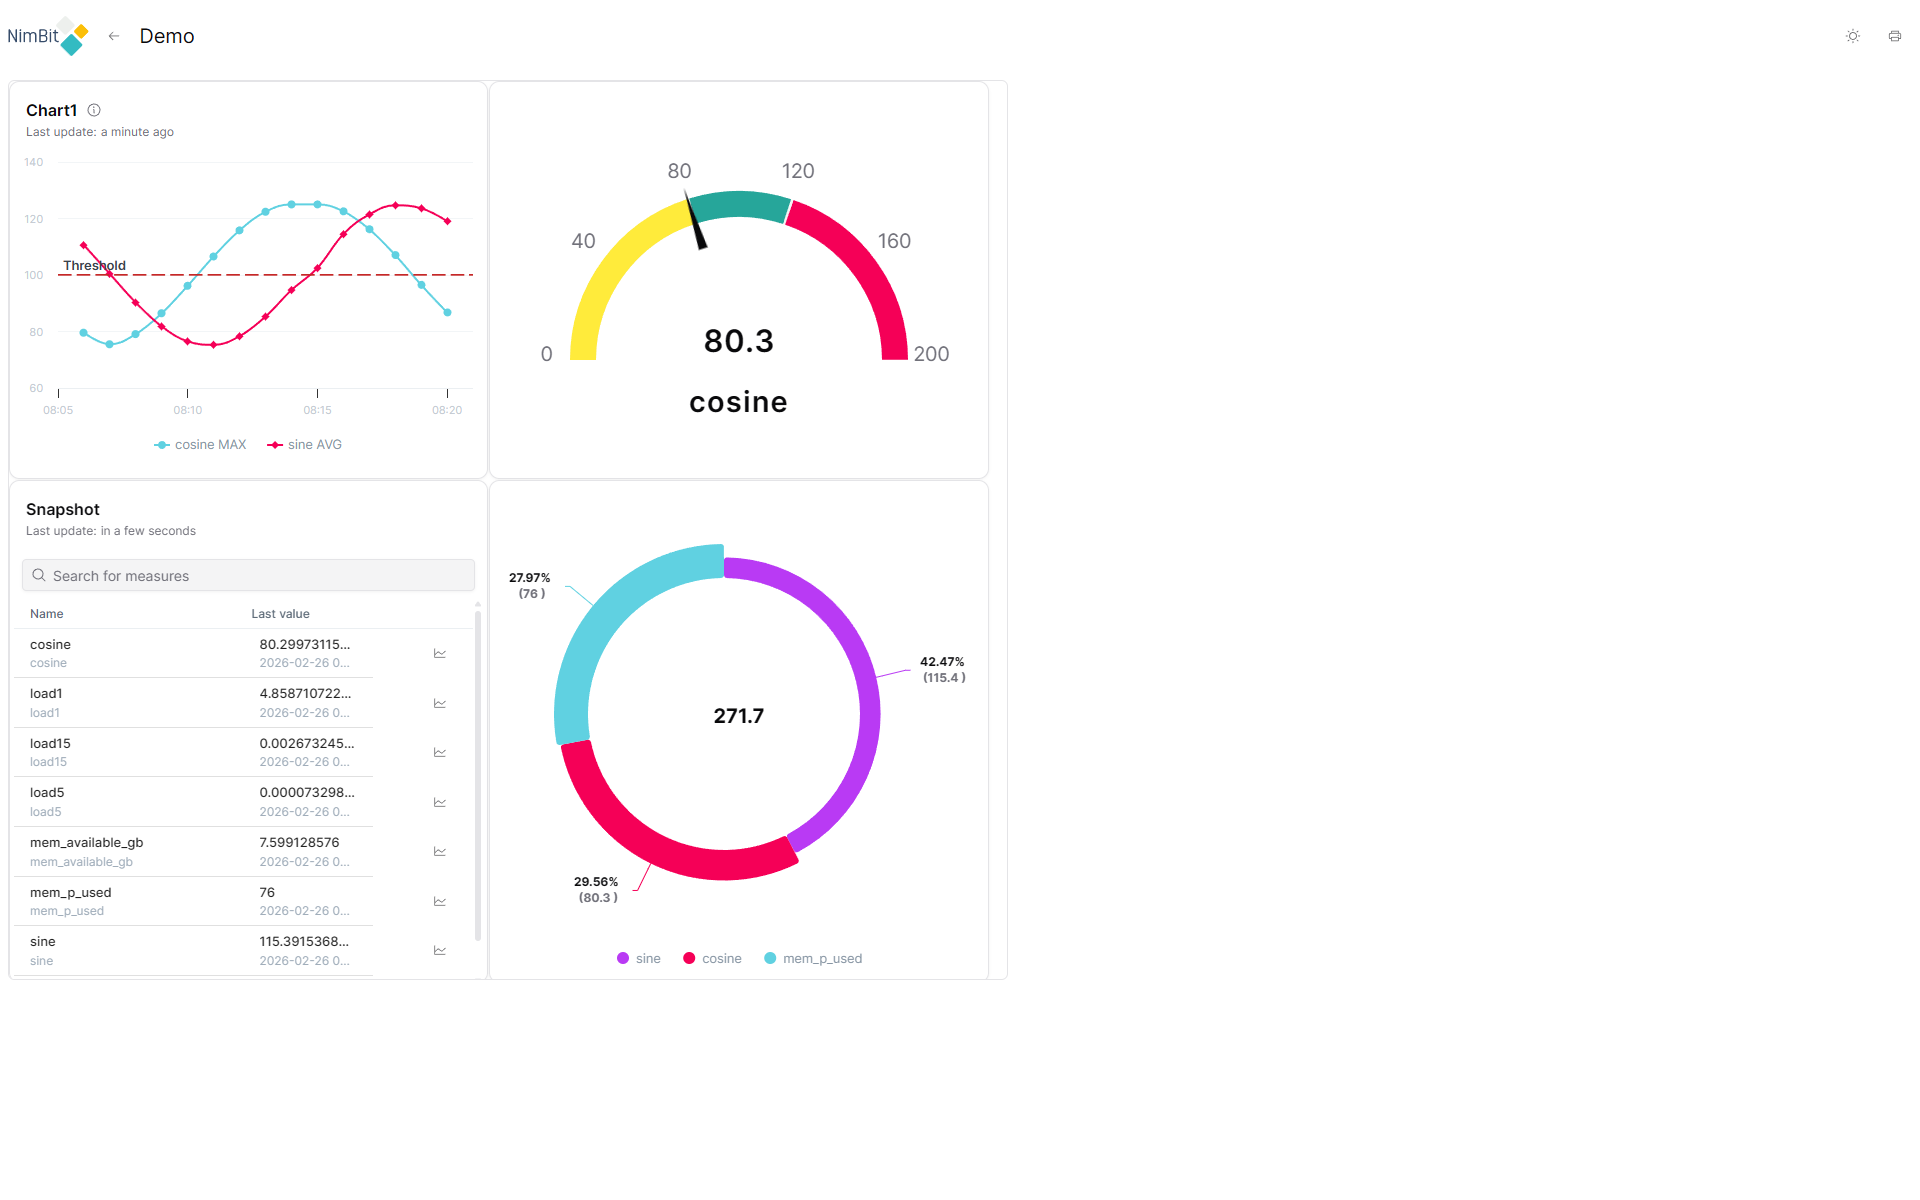 NimBit
Demo
Chart1
Last update: a minute ago
140
120
100
80
60
Threshold
08:05 08:10 08:15 08:20
cosine MAX sine AVG
0
40
80
120
160
200
80.3
cosine
Snapshot
Last update: in a few seconds
Search for measures
Name Last value
cosine 80.29973115...
cosine 2026-02-26 0...
load1 4.858710722...
load1 2026-02-26 0...
load15 0.002673245...
load15 2026-02-26 0...
load5 0.000073298...
load5 2026-02-26 0...
mem_available_gb 7.599128576
mem_available_gb 2026-02-26 0...
mem_p_used 76
mem_p_used 2026-02-26 0...
sine 115.3915368...
sine 2026-02-26 0...
27.97%
(76 )
42.47%
(115.4 )
271.7
29.56%
(80.3 )
sine cosine mem_p_used